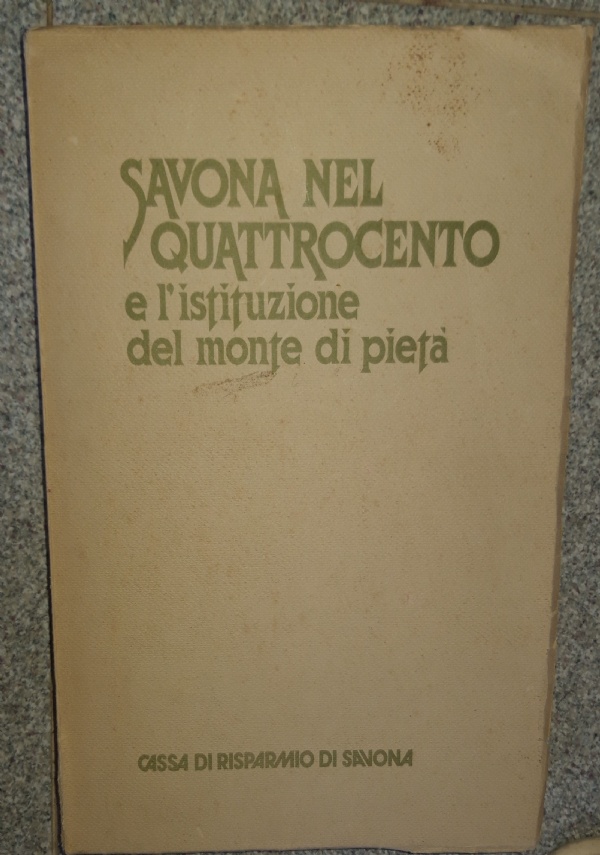 SAVONA NEL
QUATTROCENTO
e l'istituzione
del monte di pietà
CASSA DI RISPARMIO DI SAVONA